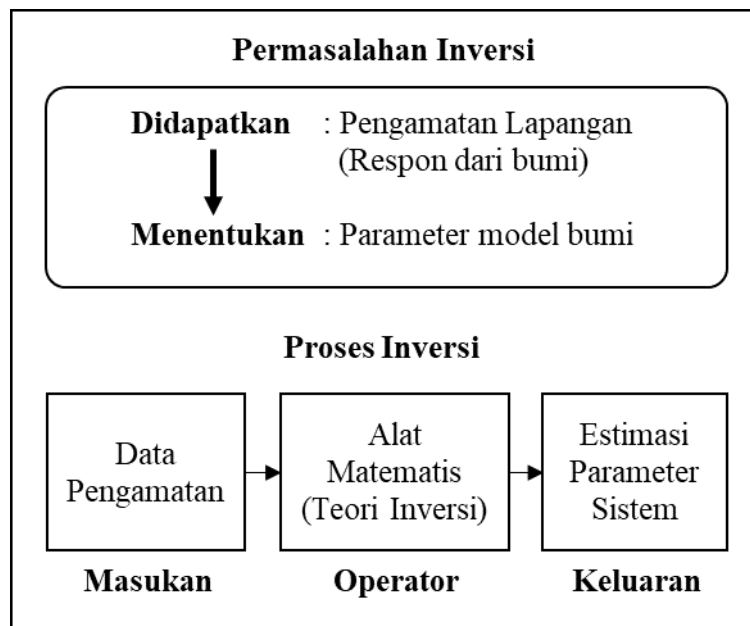 Permasalahan Inversi
Didapatkan : Pengamatan Lapangan
(Respon dari bumi)
Menentukan : Parameter model bumi
Proses Inversi
Data
Pengamatan
Alat
Matematis
(Teori Inversi)
Estimasi
Parameter
Sistem
Masukan
Operator
Keluaran